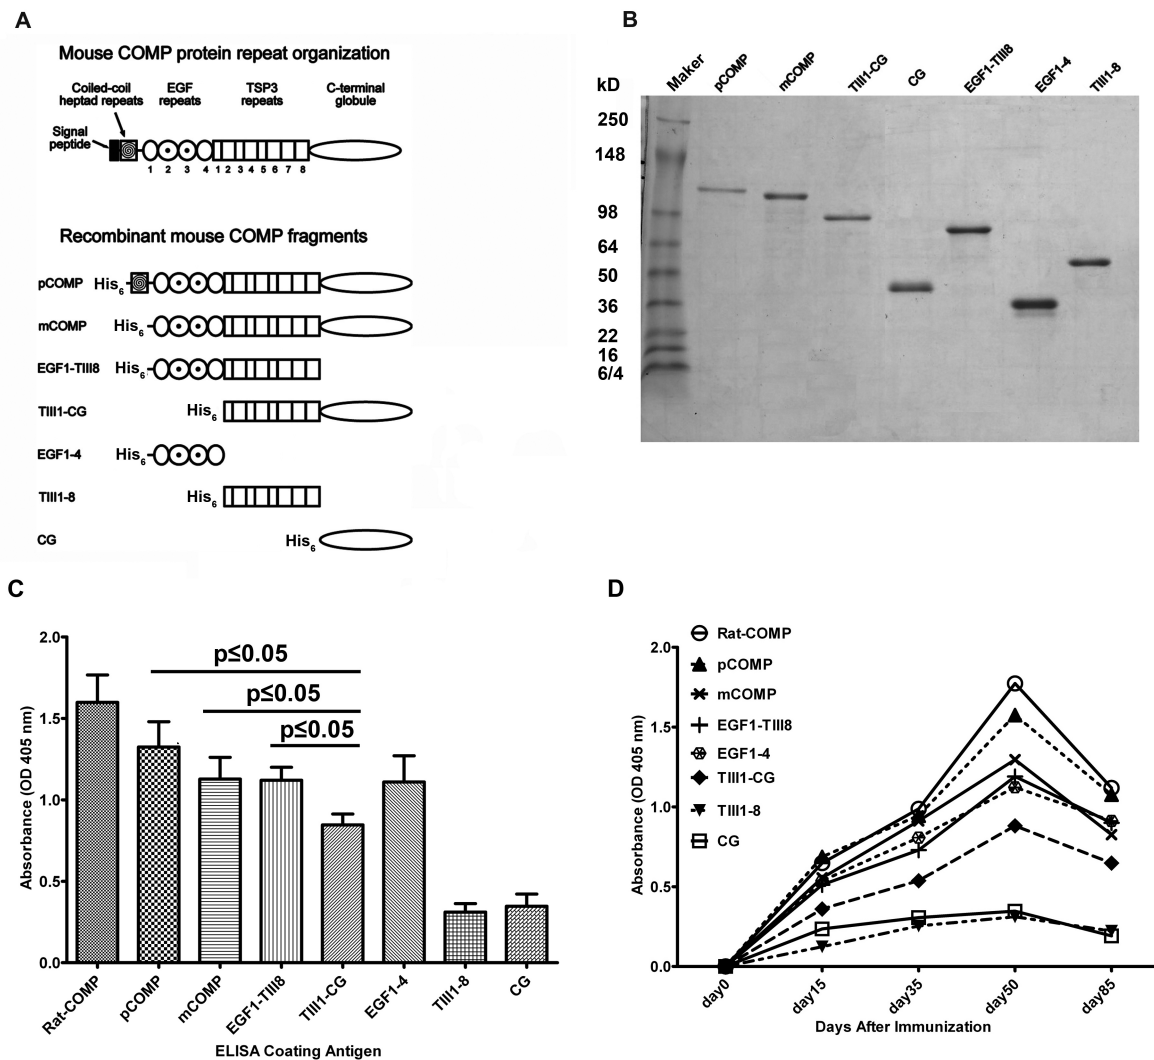 A
Mouse COMP protein repeat organization
Coiled-coil
heptad repeats
EGF
repeats
TSP3
repeats
C-terminal
globule
Signal
peptide
1 2 3 4 1 2 3 4 5 6 7 8
Recombinant mouse COMP fragments
pCOMP His6
mCOMP His6
EGF1-TIII8 His6
TIII1-CG His6
EGF1-4 His6
TIII1-8 His6
CG His6
B
kD
Maker pCOMP mCOMP TIII1-CG CG EGF1-TIII8 EGF1-4 TIII1-8
250
148
98
64
50
36
22
16
6/4
C
Absorbance (OD 405 nm)
2.0
1.5
1.0
0.5
0.0
p≤0.05
p≤0.05
p≤0.05
Rat-COMP pCOMP mCOMP EGF1-TIII8 TIII1-CG EGF1-4 TIII1-8 CG
ELISA Coating Antigen
D
Absorbance (OD 405 nm)
2.0
1.5
1.0
0.5
0.0
Rat-COMP
pCOMP
mCOMP
EGF1-TIII8
EGF1-4
TIII1-CG
TIII1-8
CG
day0 day15 day35 day50 day85
Days After Immunization